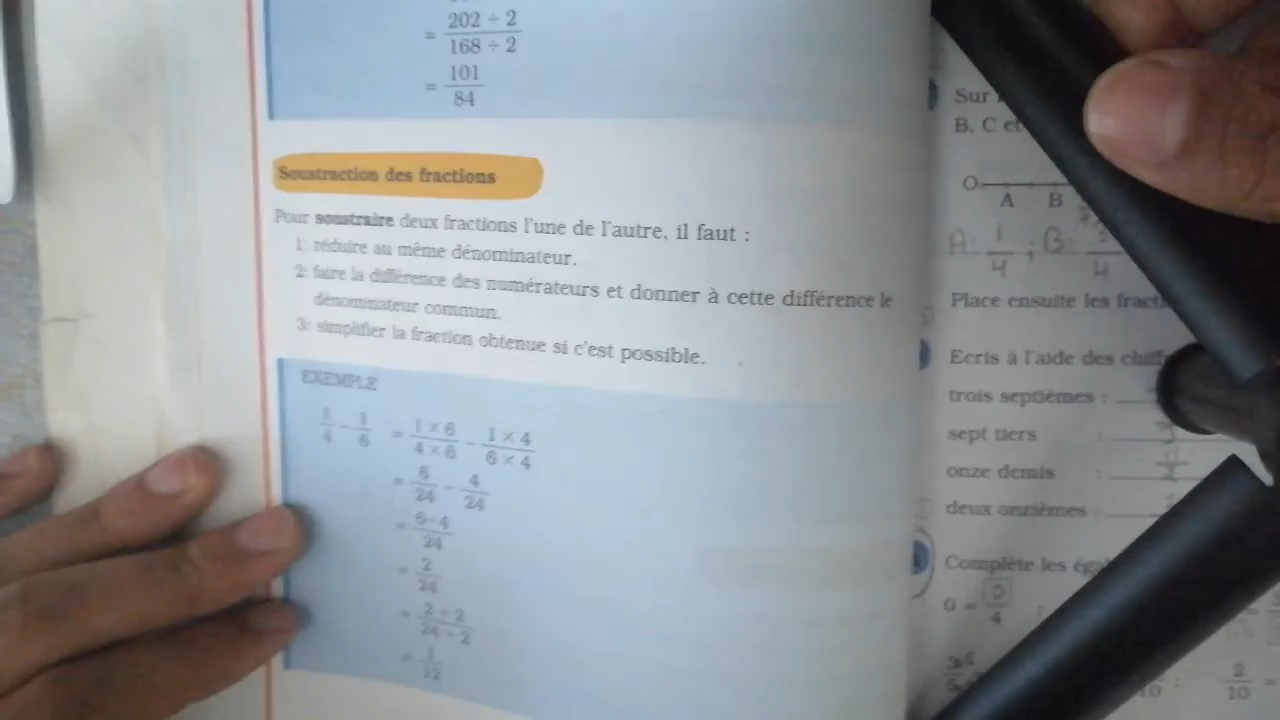 = 202 ÷ 2 / 168 ÷ 2
= 101 / 84
Soustraction des fractions
Pour soustraire deux fractions l'une de l'autre, il faut :
1: réduire au même dénominateur.
2: faire la différence des numérateurs et donner à cette différence le
dénominateur commun.
3: simplifier la fraction obtenue si c'est possible.
EXEMPLE
1/4 - 1/6 = 1 × 6 / 4 × 6 - 1 × 4 / 6 × 4
= 6/24 - 4/24
= 6-4 / 24
= 2/24
= 2 ÷ 2 / 24 ÷ 2
= 1/12
Sur
B, C et
O A B
A: 1/4 ; B: /4
Place ensuite les
Ecris à l'aide des
trois septièmes :
sept tiers :
onze demis :
deux onzièmes :
Complète les
0 = 0/4 ;
2/10 =